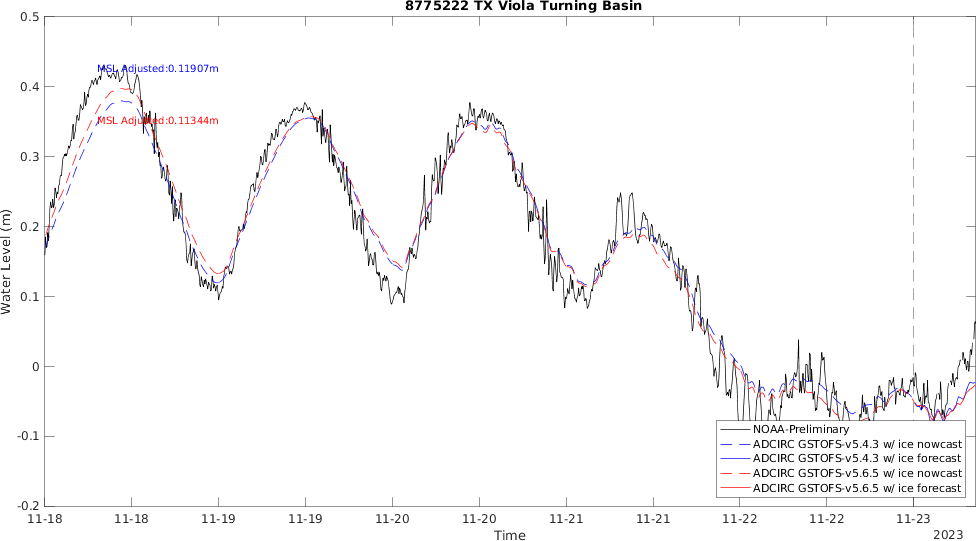 8775222 TX Viola Turning Basin
0.5
0.4
0.3
0.2
0.1
0
-0.1
-0.2
Water Level (m)
MSL Adjusted:0.11907m
MSL Adjusted:0.11344m
NOAA-Preliminary
ADCIRC GSTOFS-v5.4.3 w/ ice nowcast
ADCIRC GSTOFS-v5.4.3 w/ ice forecast
ADCIRC GSTOFS-v5.6.5 w/ ice nowcast
ADCIRC GSTOFS-v5.6.5 w/ ice forecast
11-18 11-18 11-19 11-19 11-20 11-20 11-21 11-21 11-22 11-22 11-23
Time
2023